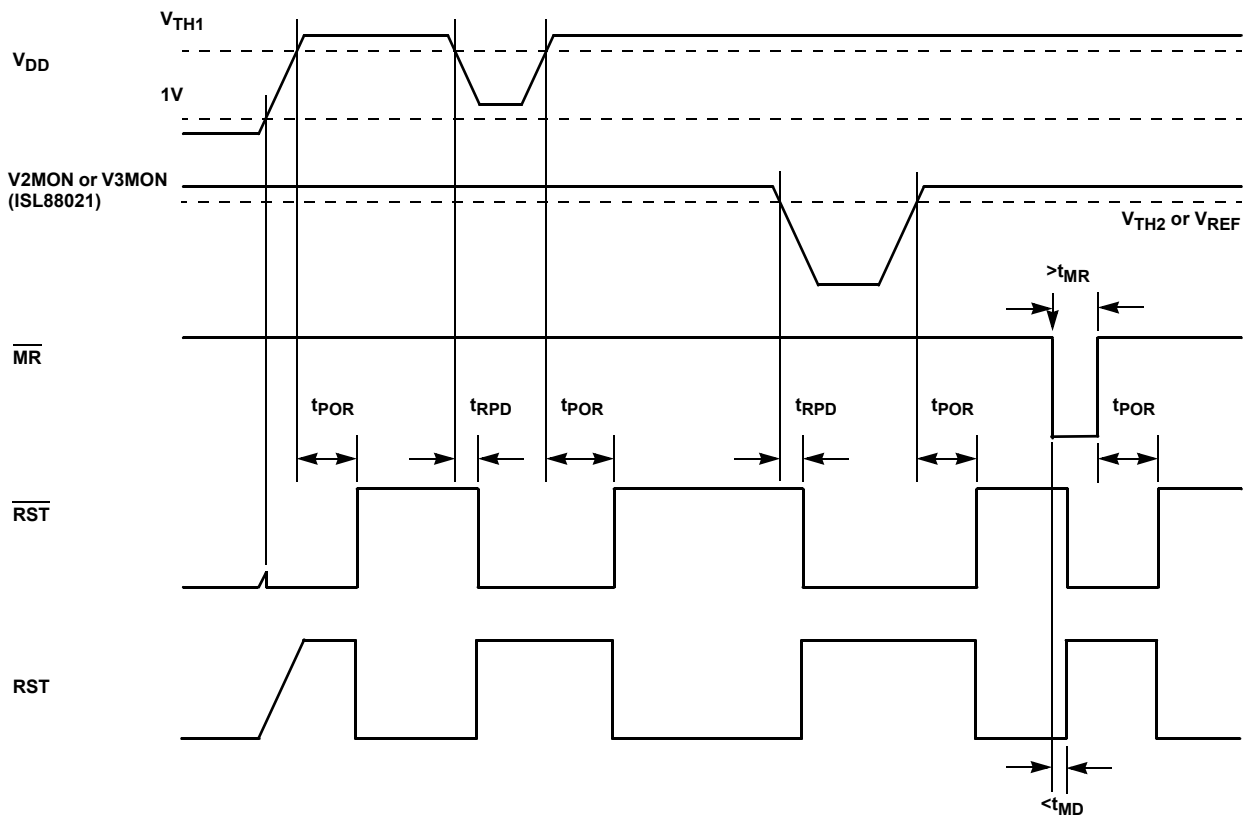 VTH1
VDD
1V
V2MON or V3MON
(ISL88021)
VTH2 or VREF
>tMR
MR
tPOR
tRPD
tPOR
tRPD
tPOR
tPOR
RST
RST
<tMD